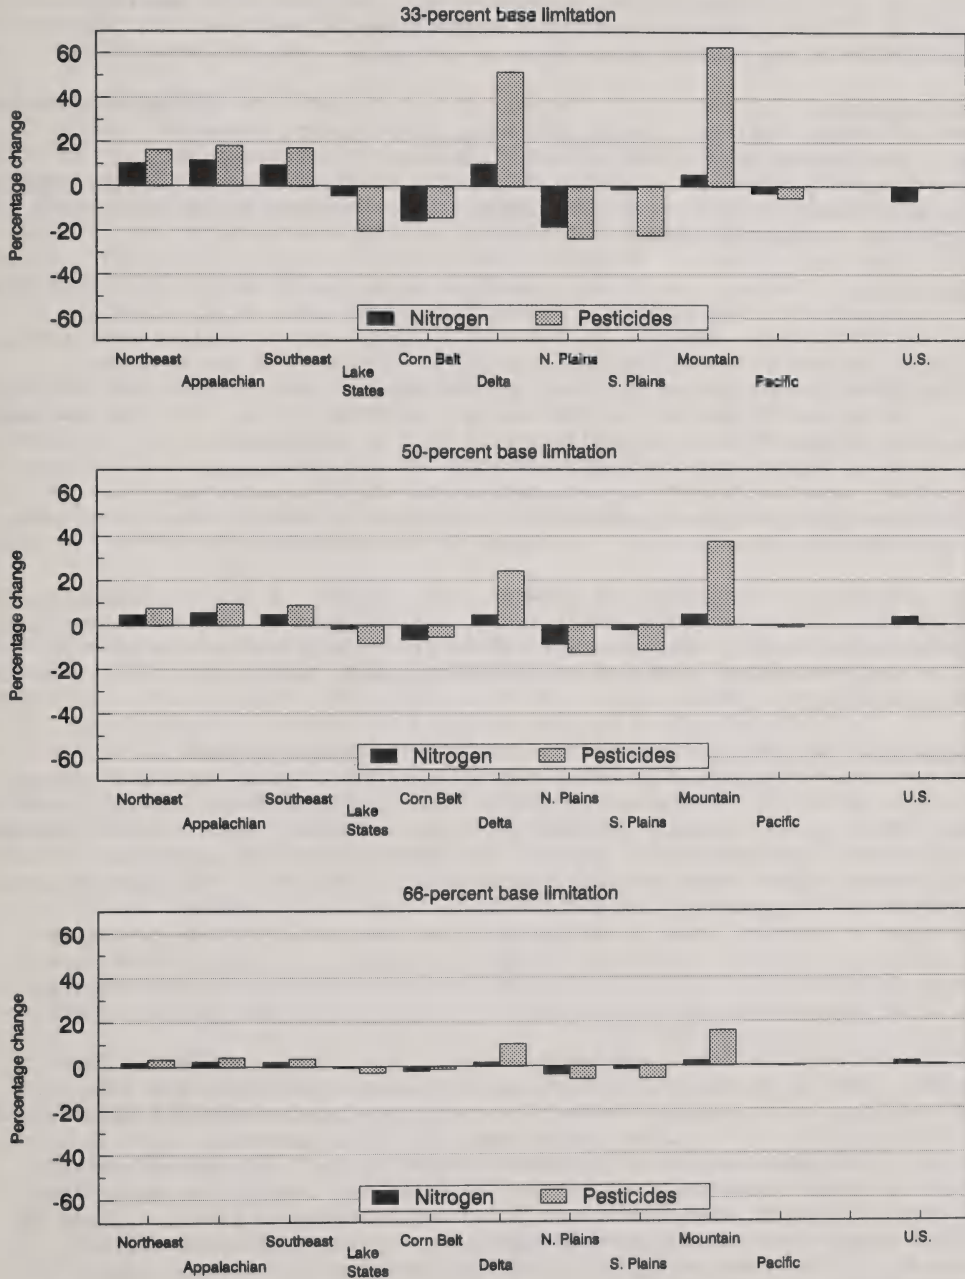 33-percent base limitation
Percentage change
60
40
20
0
-20
-40
-60
Nitrogen Pesticides
Northeast Southeast Corn Belt N. Plains Mountain U.S.
Appalachian Lake States Delta S. Plains Pacific
50-percent base limitation
Percentage change
60
40
20
0
-20
-40
-60
Nitrogen Pesticides
Northeast Southeast Corn Belt N. Plains Mountain U.S.
Appalachian Lake States Delta S. Plains Pacific
66-percent base limitation
Percentage change
60
40
20
0
-20
-40
-60
Nitrogen Pesticides
Northeast Southeast Corn Belt N. Plains Mountain U.S.
Appalachian Lake States Delta S. Plains Pacific